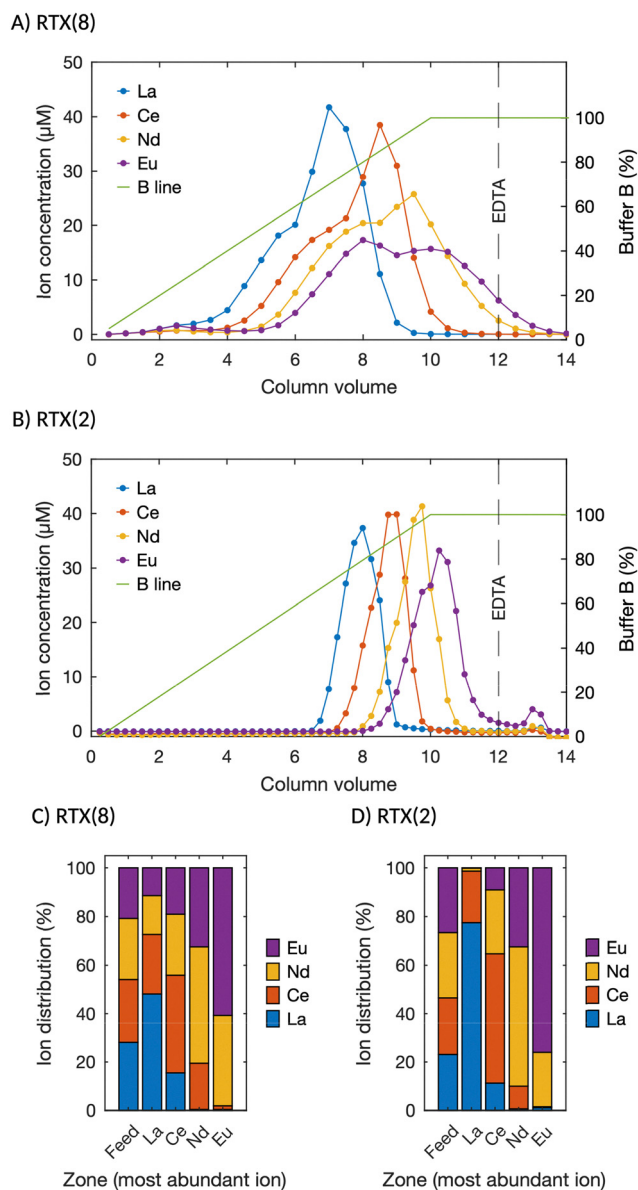 A) RTX(8)
50
40
30
20
10
0
Ion concentration (µM)
La
Ce
Nd
Eu
B line
EDTA
100
80
60
40
20
0
Buffer B (%)
0 2 4 6 8 10 12 14
Column volume
B) RTX(2)
50
40
30
20
10
0
Ion concentration (µM)
La
Ce
Nd
Eu
B line
EDTA
100
80
60
40
20
0
Buffer B (%)
0 2 4 6 8 10 12 14
Column volume
C) RTX(8)
100
80
60
40
20
0
Ion distribution (%)
Eu
Nd
Ce
La
Feed La Ce Nd Eu
Zone (most abundant ion)
D) RTX(2)
100
80
60
40
20
0
Ion distribution (%)
Eu
Nd
Ce
La
Feed La Ce Nd Eu
Zone (most abundant ion)